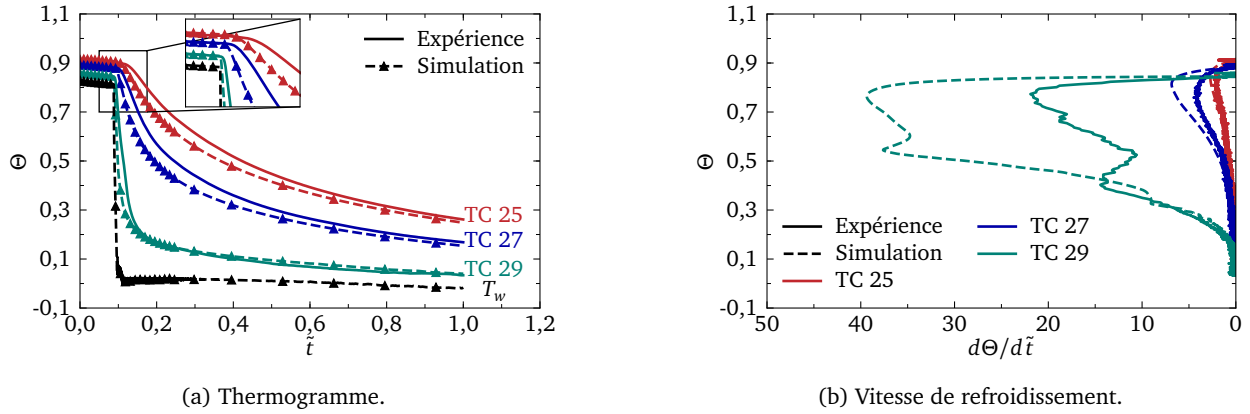 1,1
0,9
0,7
0,5
0,3
0,1
-0,1
Θ
0,0 0,2 0,4 0,6 0,8 1,0 1,2
t̃
Expérience
Simulation
TC 25
TC 27
TC 29
T_w
(a) Thermogramme.
1,1
0,9
0,7
0,5
0,3
0,1
-0,1
Θ
50 40 30 20 10 0
dΘ/dt̃
Expérience
Simulation
TC 25
TC 27
TC 29
(b) Vitesse de refroidissement.